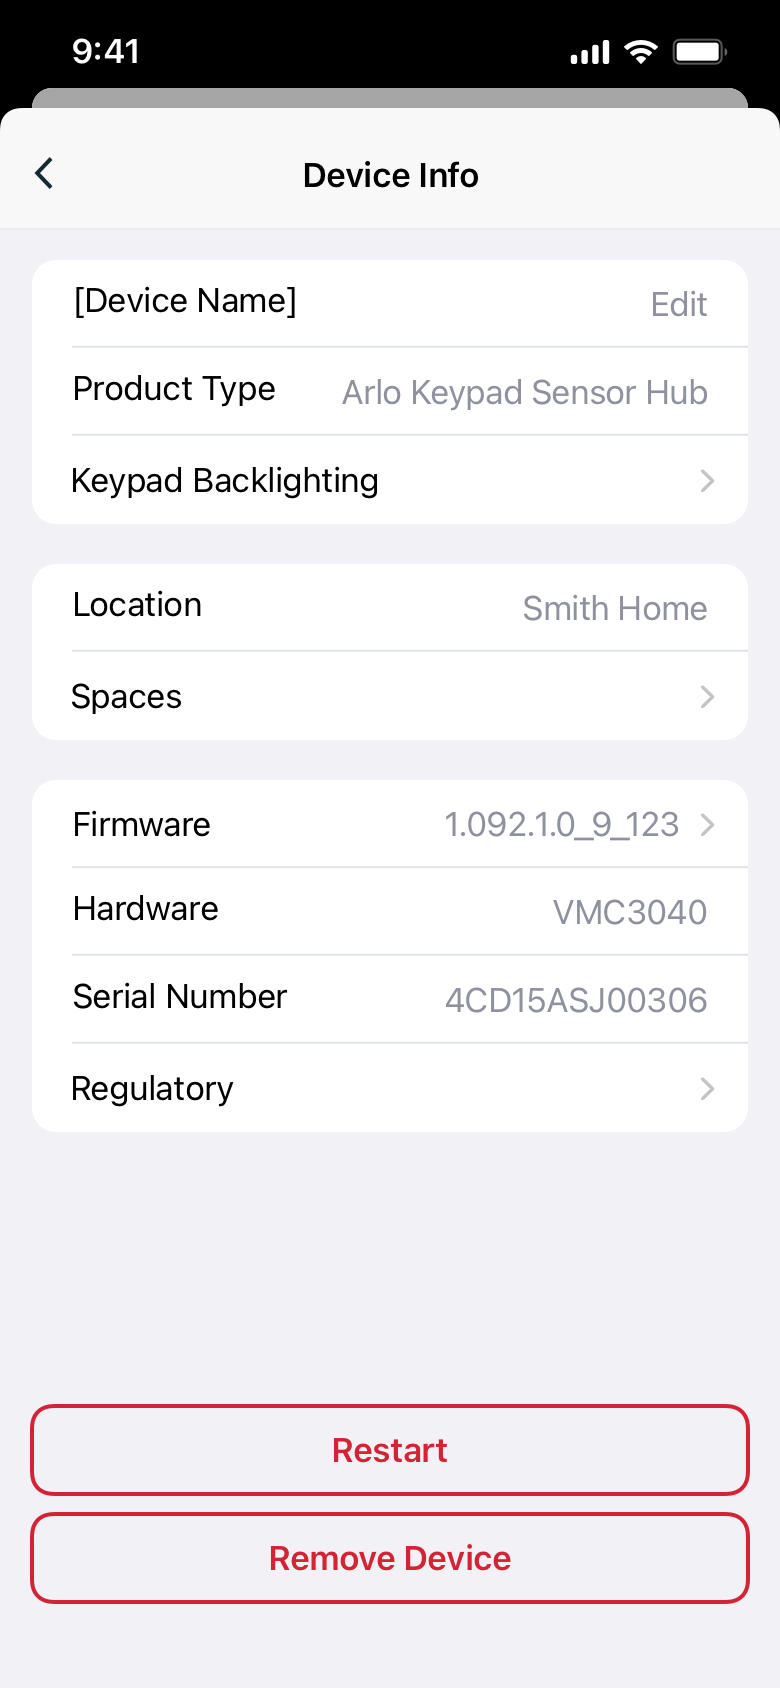 9:41
Device Info
[Device Name] Edit
Product Type Arlo Keypad Sensor Hub
Keypad Backlighting
Location Smith Home
Spaces
Firmware 1.092.1.0_9_123
Hardware VMC3040
Serial Number 4CD15ASJ00306
Regulatory
Restart
Remove Device